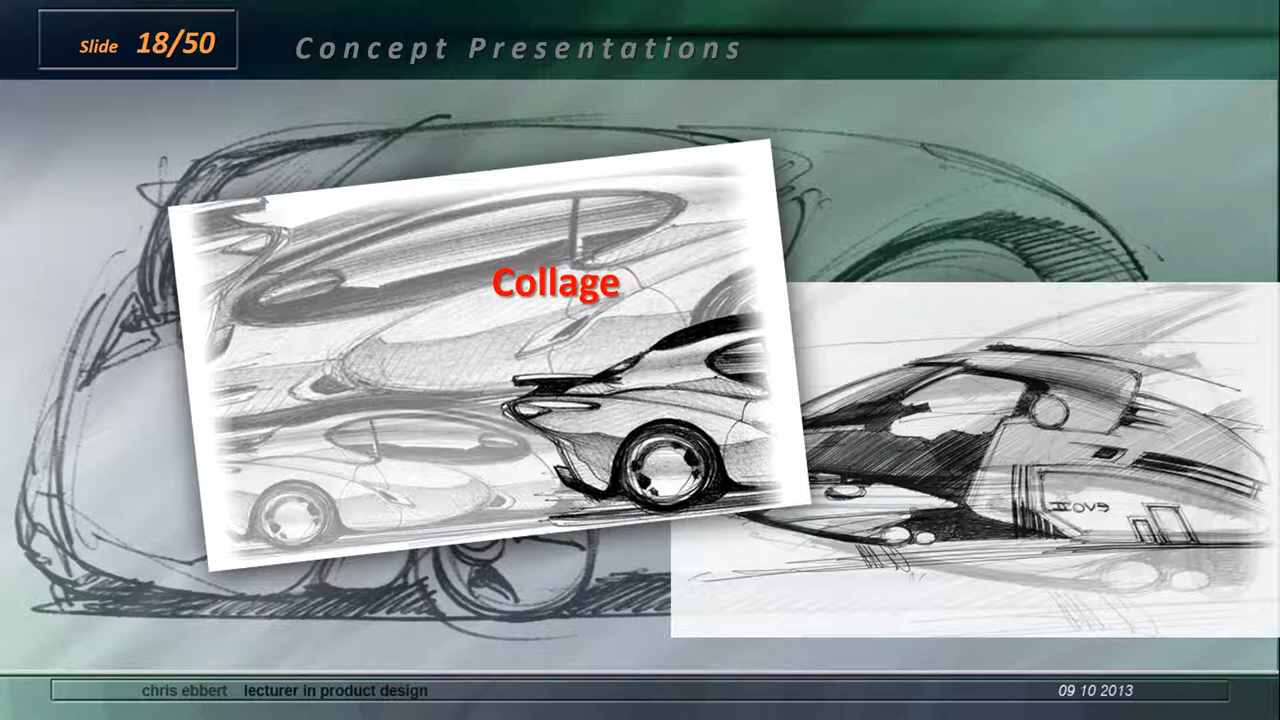 Slide 18/50
Concept Presentations
Collage
chris ebbert lecturer in product design
09 10 2013